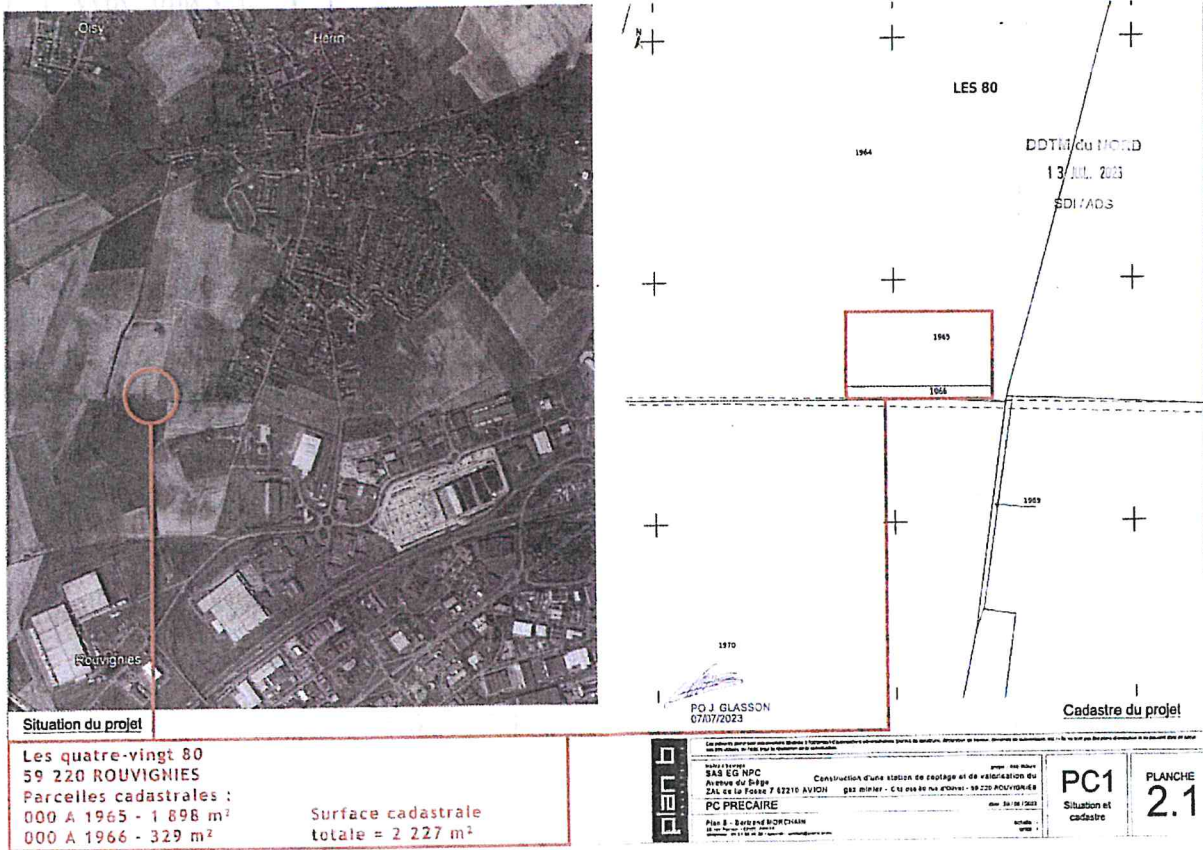 Oisy
Herin
Rouvignies
Situation du projet
Les quatre-vingt 80
59 220 ROUVIGNIES
Parcelles cadastrales :
000 A 1965 - 1 898 m²
000 A 1966 - 329 m²
Surface cadastrale
totale = 2 227 m²
N
LES 80
1964
DDTM du NORD
13 JUIL. 2023
SDI / ADS
1965
1966
1969
1970
PO J GLASSON
07/07/2023
Cadastre du projet
plan b
SAS EG NPC
Avenue du Siège
ZAL de la Fosse 7 62210 AVION
Construction d'une station de captage et de valorisation du
gaz minier -
59 220 ROUVIGNIES
PC PRECAIRE
Plan B - Bertrand MORCHAIN
PC1
Situation et
cadastre
PLANCHE
2.1